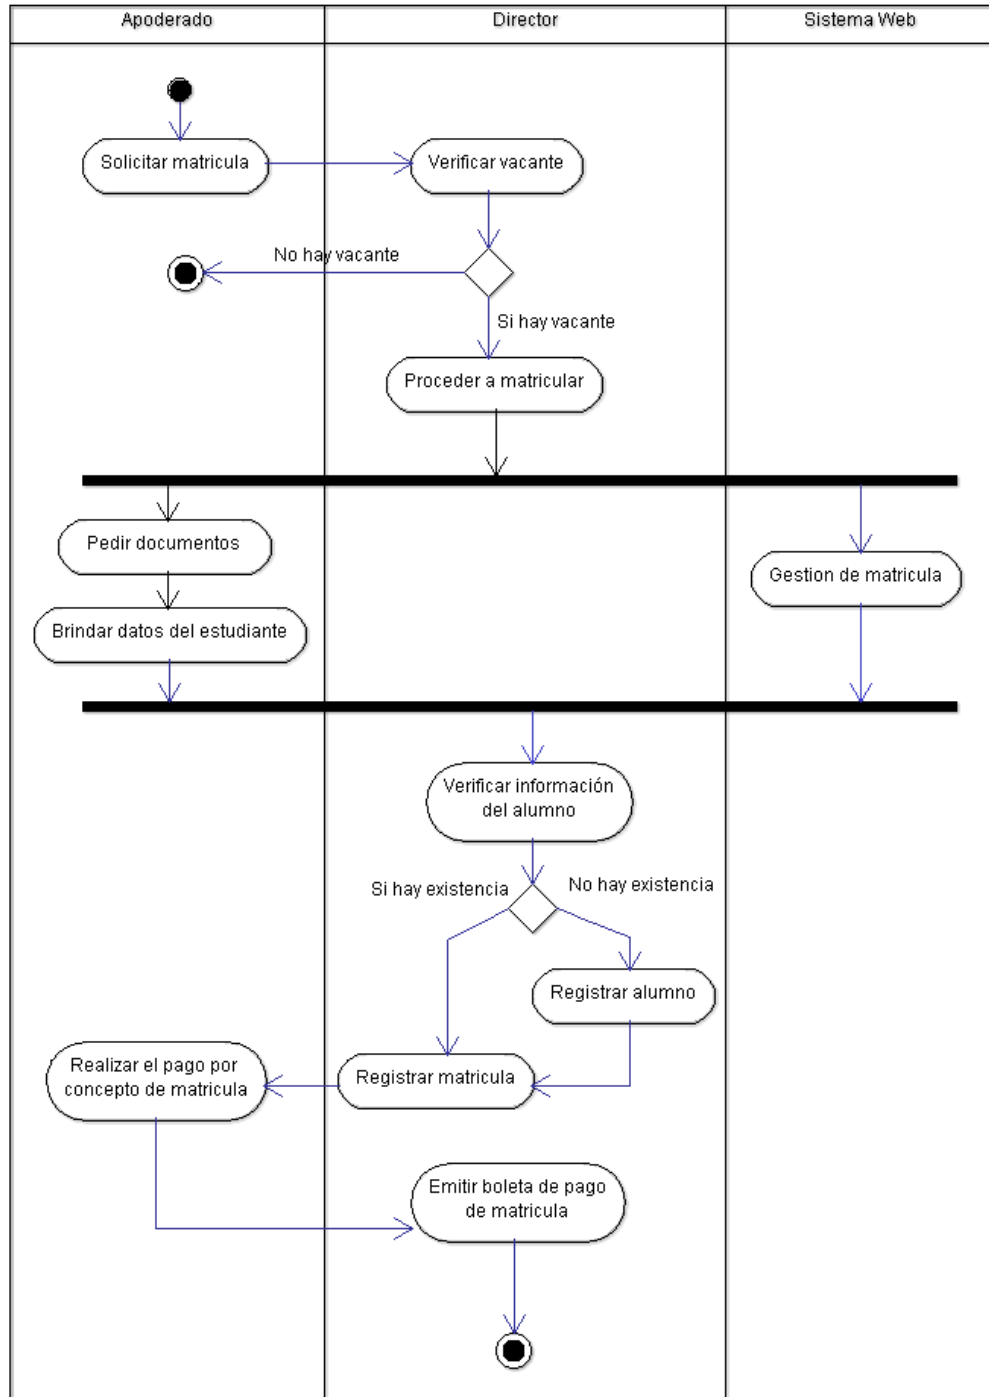 Apoderado
Director
Sistema Web
Solicitar matricula
Verificar vacante
No hay vacante
Si hay vacante
Proceder a matricular
Pedir documentos
Gestion de matricula
Brindar datos del estudiante
Verificar información
del alumno
Si hay existencia
No hay existencia
Registrar alumno
Realizar el pago por
concepto de matricula
Registrar matricula
Emitir boleta de pago
de matricula